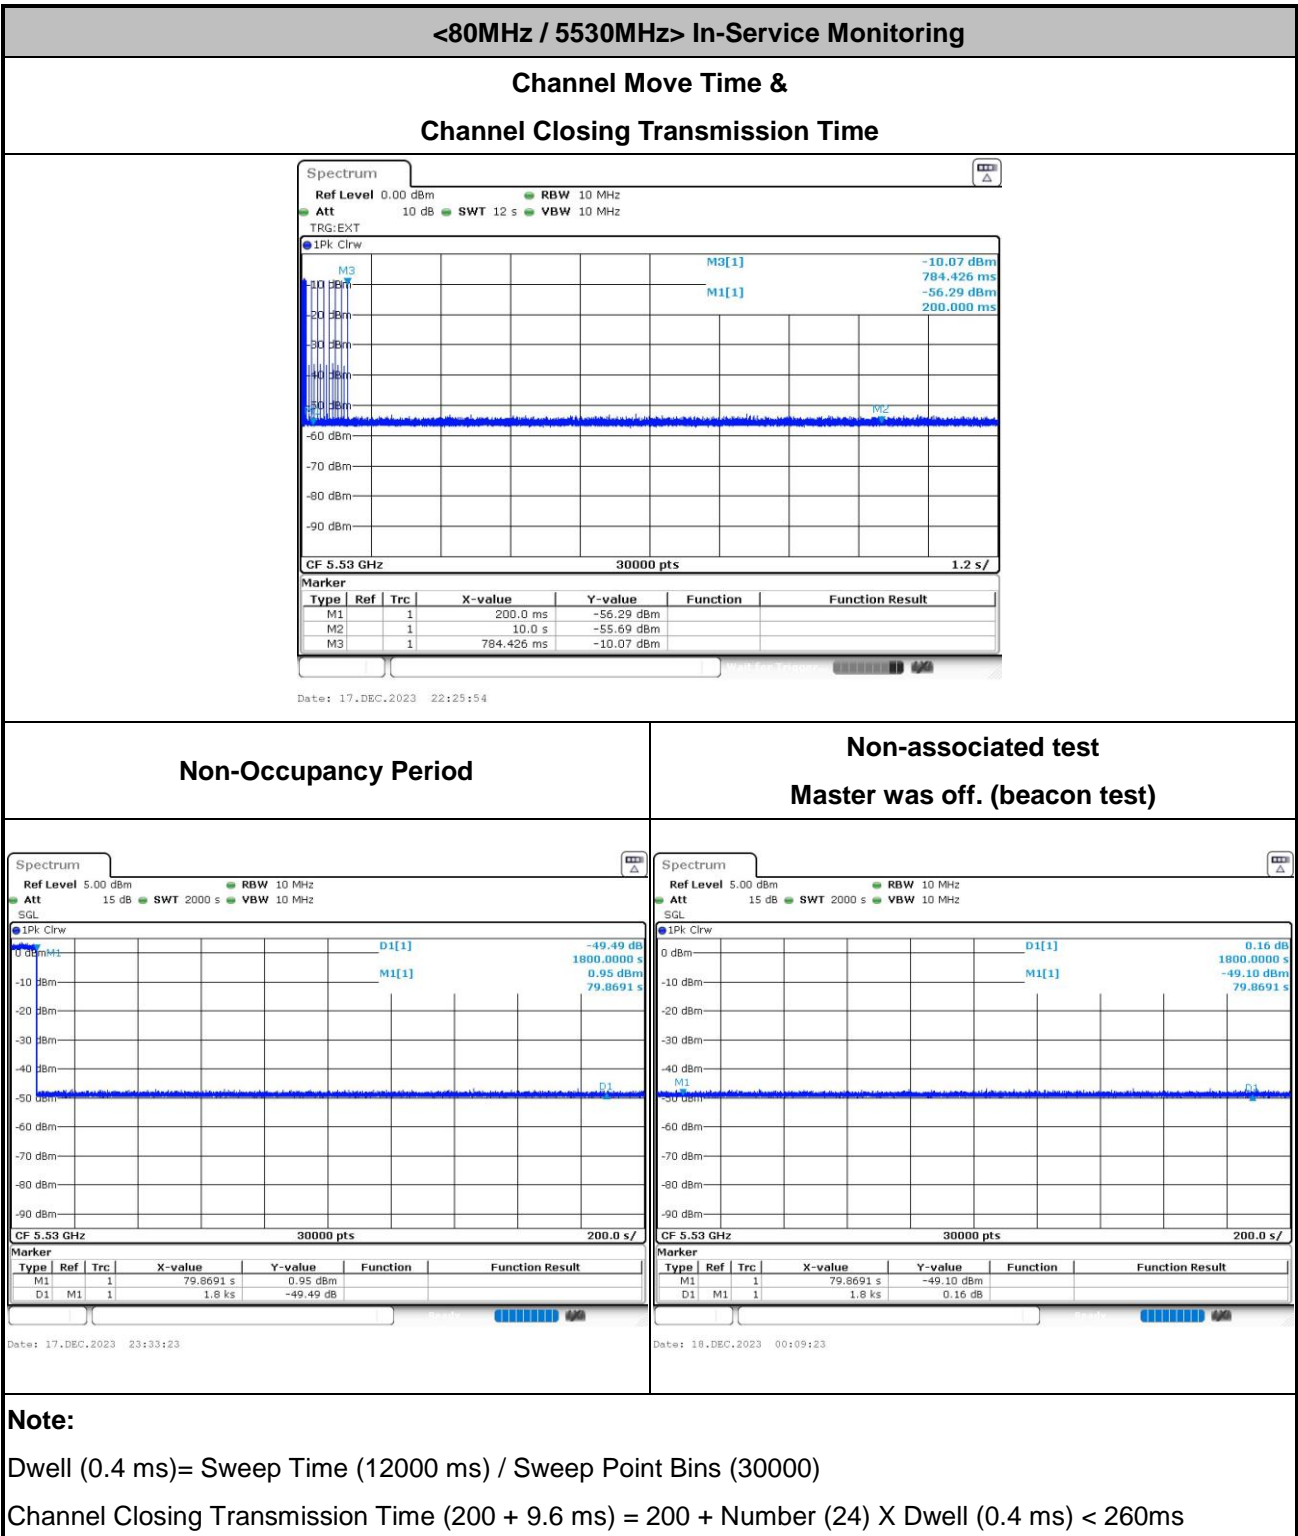 <80MHz / 5530MHz> In-Service Monitoring
Channel Move Time &
Channel Closing Transmission Time
Spectrum
Ref Level 0.00 dBm RBW 10 MHz
Att 10 dB SWT 12 s VBW 10 MHz
TRG:EXT
1Pk Clrw
M3[1] -10.07 dBm
784.426 ms
M1[1] -56.29 dBm
200.000 ms
M3
-10 dBm
-20 dBm
-30 dBm
-40 dBm
-50 dBm
M2
-60 dBm
-70 dBm
-80 dBm
-90 dBm
CF 5.53 GHz 30000 pts 1.2 s/
Marker
Type Ref Trc X-value Y-value Function Function Result
M1 1 200.0 ms -56.29 dBm
M2 1 10.0 s -55.69 dBm
M3 1 784.426 ms -10.07 dBm
Wait for Trigger...
Date: 17.DEC.2023 22:25:54
Non-Occupancy Period
Spectrum
Ref Level 5.00 dBm RBW 10 MHz
Att 15 dB SWT 2000 s VBW 10 MHz
SGL
1Pk Clrw
D1[1] -49.49 dB
1800.0000 s
M1[1] 0.95 dBm
79.8691 s
0 dBm M1
-10 dBm
-20 dBm
-30 dBm
-40 dBm
D1
-50 dBm
-60 dBm
-70 dBm
-80 dBm
-90 dBm
CF 5.53 GHz 30000 pts 200.0 s/
Marker
Type Ref Trc X-value Y-value Function Function Result
M1 1 79.8691 s 0.95 dBm
D1 M1 1 1.8 ks -49.49 dB
Date: 17.DEC.2023 23:33:23
Non-associated test
Master was off. (beacon test)
Spectrum
Ref Level 5.00 dBm RBW 10 MHz
Att 15 dB SWT 2000 s VBW 10 MHz
SGL
1Pk Clrw
D1[1] 0.16 dB
1800.0000 s
M1[1] -49.10 dBm
79.8691 s
0 dBm
-10 dBm
-20 dBm
-30 dBm
-40 dBm
M1 D1
-50 dBm
-60 dBm
-70 dBm
-80 dBm
-90 dBm
CF 5.53 GHz 30000 pts 200.0 s/
Marker
Type Ref Trc X-value Y-value Function Function Result
M1 1 79.8691 s -49.10 dBm
D1 M1 1 1.8 ks 0.16 dB
Date: 18.DEC.2023 00:09:23
Note:
Dwell (0.4 ms)= Sweep Time (12000 ms) / Sweep Point Bins (30000)
Channel Closing Transmission Time (200 + 9.6 ms) = 200 + Number (24) X Dwell (0.4 ms) < 260ms